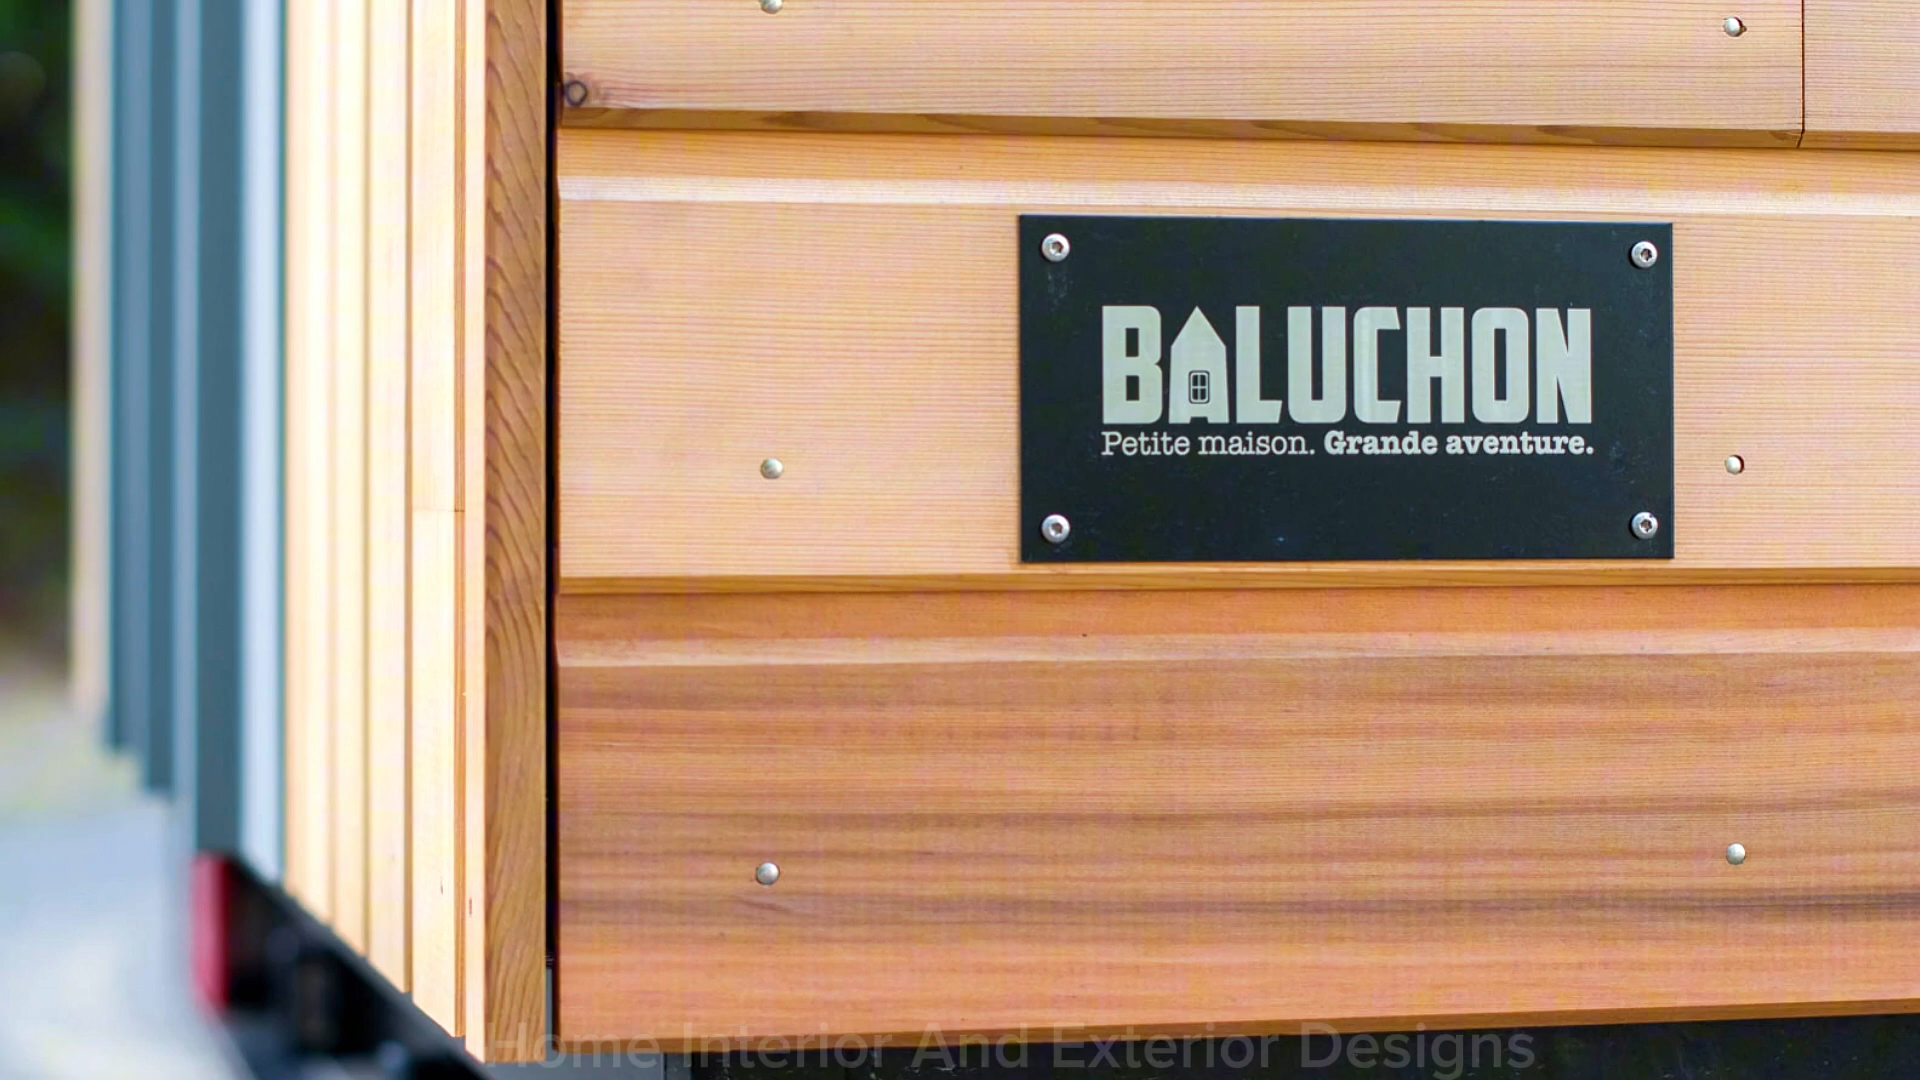 BALUCHON
Petite maison. Grande aventure.
Home Interior And Exterior Designs